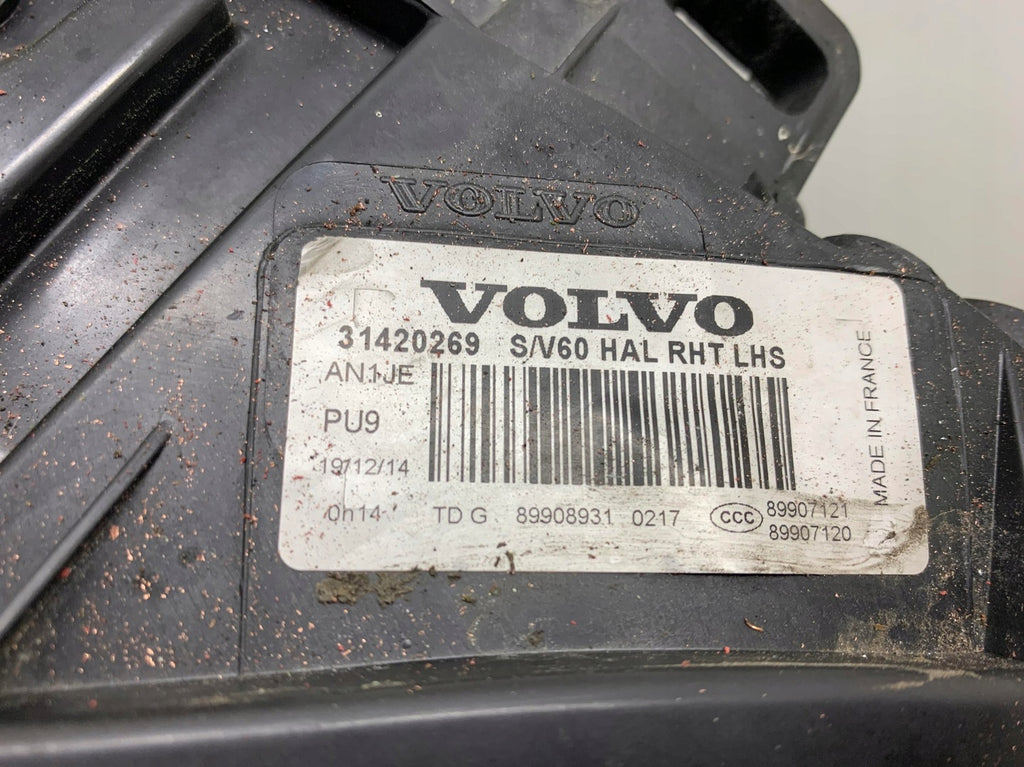 VOLVO
VOLVO
31420269 S/V60 HAL RHT LHS
AN1JE
PU9
19/12/14
0h14 TD G 89908931 0217 CCC 89907121
89907120
MADE IN FRANCE